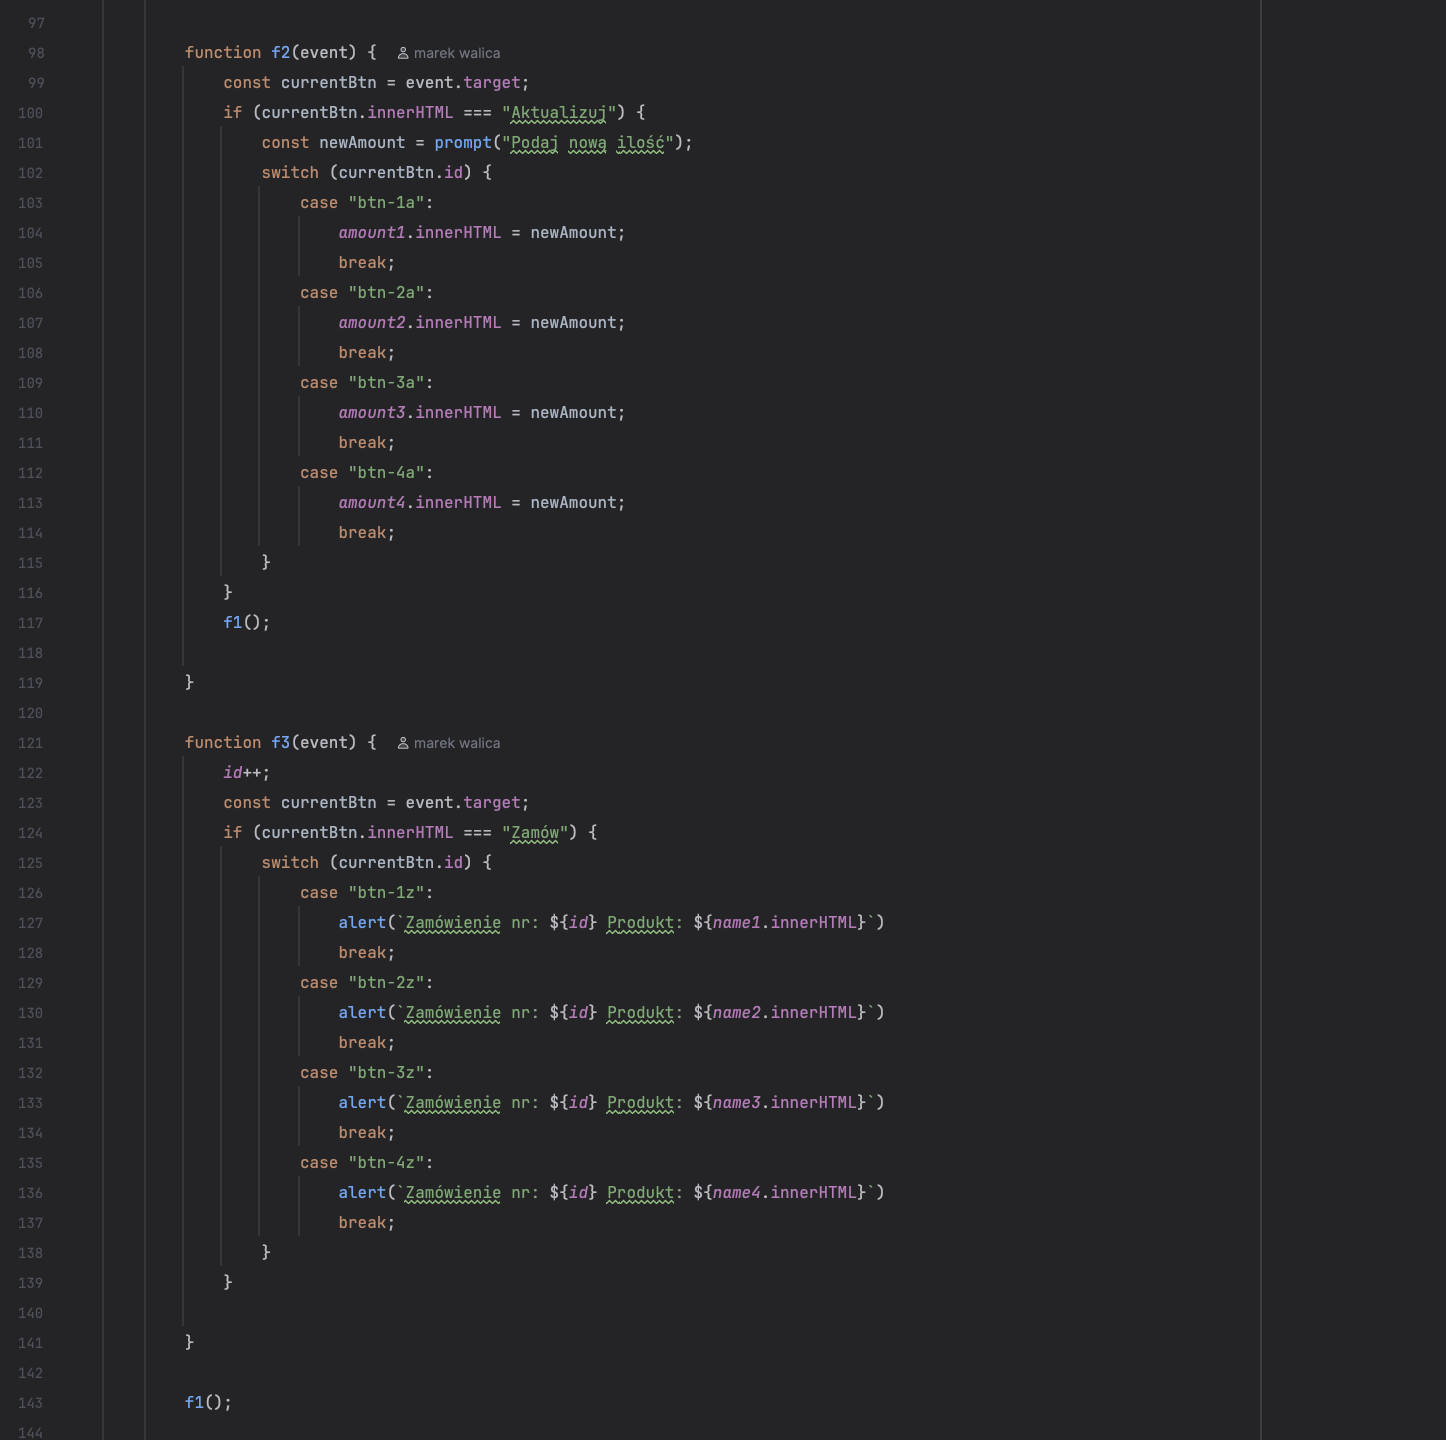 97
98 function f2(event) { marek walica
99 const currentBtn = event.target;
100 if (currentBtn.innerHTML === "Aktualizuj") {
101 const newAmount = prompt("Podaj nową ilość");
102 switch (currentBtn.id) {
103 case "btn-1a":
104 amount1.innerHTML = newAmount;
105 break;
106 case "btn-2a":
107 amount2.innerHTML = newAmount;
108 break;
109 case "btn-3a":
110 amount3.innerHTML = newAmount;
111 break;
112 case "btn-4a":
113 amount4.innerHTML = newAmount;
114 break;
115 }
116 }
117 f1();
118
119 }
120
121 function f3(event) { marek walica
122 id++;
123 const currentBtn = event.target;
124 if (currentBtn.innerHTML === "Zamów") {
125 switch (currentBtn.id) {
126 case "btn-1z":
127 alert(`Zamówienie nr: ${id} Produkt: ${name1.innerHTML}`)
128 break;
129 case "btn-2z":
130 alert(`Zamówienie nr: ${id} Produkt: ${name2.innerHTML}`)
131 break;
132 case "btn-3z":
133 alert(`Zamówienie nr: ${id} Produkt: ${name3.innerHTML}`)
134 break;
135 case "btn-4z":
136 alert(`Zamówienie nr: ${id} Produkt: ${name4.innerHTML}`)
137 break;
138 }
139 }
140
141 }
142
143 f1();
144